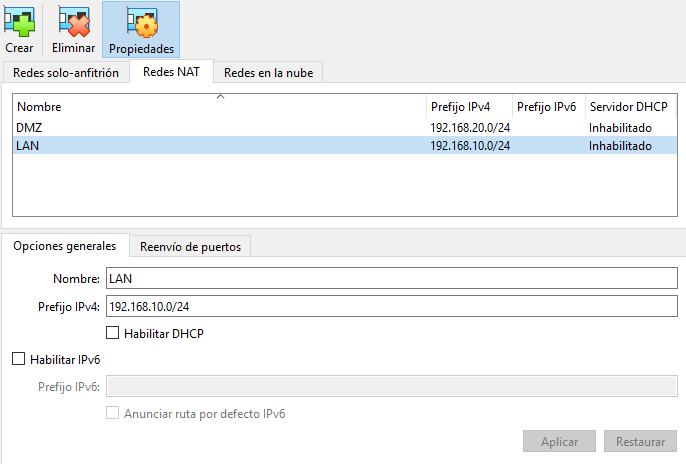 Crear Eliminar Propiedades
Redes solo-anfitrión Redes NAT Redes en la nube
Nombre Prefijo IPv4 Prefijo IPv6 Servidor DHCP
DMZ 192.168.20.0/24 Inhabilitado
LAN 192.168.10.0/24 Inhabilitado
Opciones generales Reenvío de puertos
Nombre: LAN
Prefijo IPv4: 192.168.10.0/24
Habilitar DHCP
Habilitar IPv6
Prefijo IPv6:
Anunciar ruta por defecto IPv6
Aplicar Restaurar